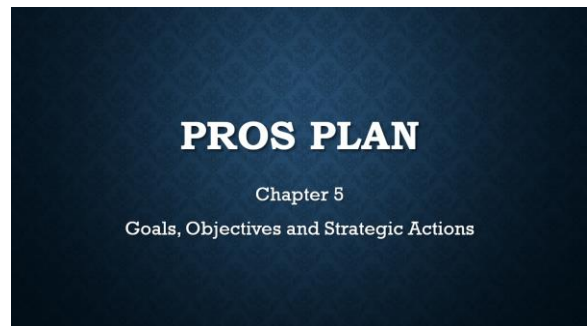 PROS PLAN
Chapter 5
Goals, Objectives and Strategic Actions